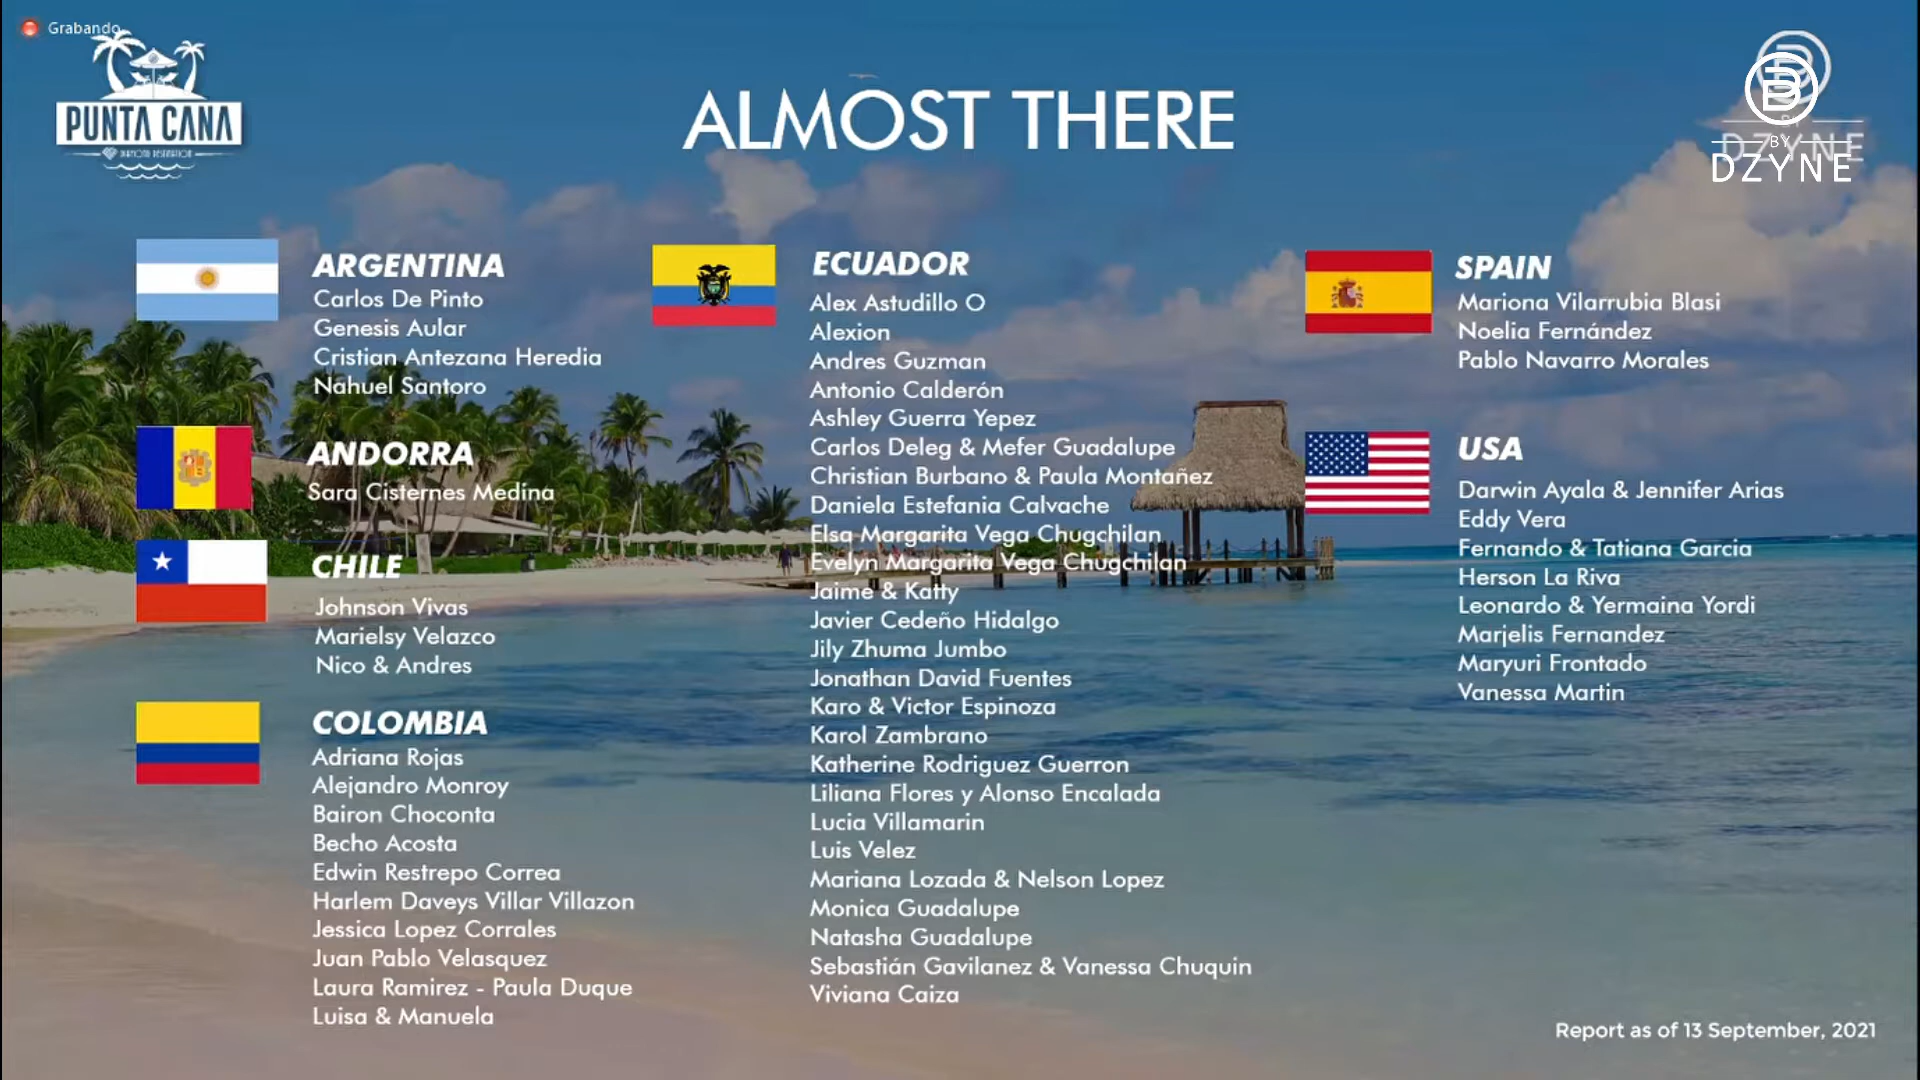 Grabando
PUNTA CANA
DIAMOND DESTINATION
ALMOST THERE
BY
DZYNE
ARGENTINA
Carlos De Pinto
Genesis Aular
Cristian Antezana Heredia
Nahuel Santoro
ANDORRA
Sara Cisternes Medina
CHILE
Johnson Vivas
Marielsy Velazco
Nico & Andres
COLOMBIA
Adriana Rojas
Alejandro Monroy
Bairon Choconta
Becho Acosta
Edwin Restrepo Correa
Harlem Daveys Villar Villazon
Jessica Lopez Corrales
Juan Pablo Velasquez
Laura Ramirez - Paula Duque
Luisa & Manuela
ECUADOR
Alex Astudillo O
Alexion
Andres Guzman
Antonio Calderón
Ashley Guerra Yepez
Carlos Deleg & Mefer Guadalupe
Christian Burbano & Paula Montañez
Daniela Estefania Calvache
Elsa Margarita Vega Chugchilan
Evelyn Margarita Vega Chugchilan
Jaime & Katty
Javier Cedeño Hidalgo
Jily Zhuma Jumbo
Jonathan David Fuentes
Karo & Victor Espinoza
Karol Zambrano
Katherine Rodriguez Guerron
Liliana Flores y Alonso Encalada
Lucia Villamarin
Luis Velez
Mariana Lozada & Nelson Lopez
Monica Guadalupe
Natasha Guadalupe
Sebastián Gavilanez & Vanessa Chuquin
Viviana Caiza
SPAIN
Mariona Vilarrubia Blasi
Noelia Fernández
Pablo Navarro Morales
USA
Darwin Ayala & Jennifer Arias
Eddy Vera
Fernando & Tatiana Garcia
Herson La Riva
Leonardo & Yermaina Yordi
Marjelis Fernandez
Maryuri Frontado
Vanessa Martin
Report as of 13 September, 2021